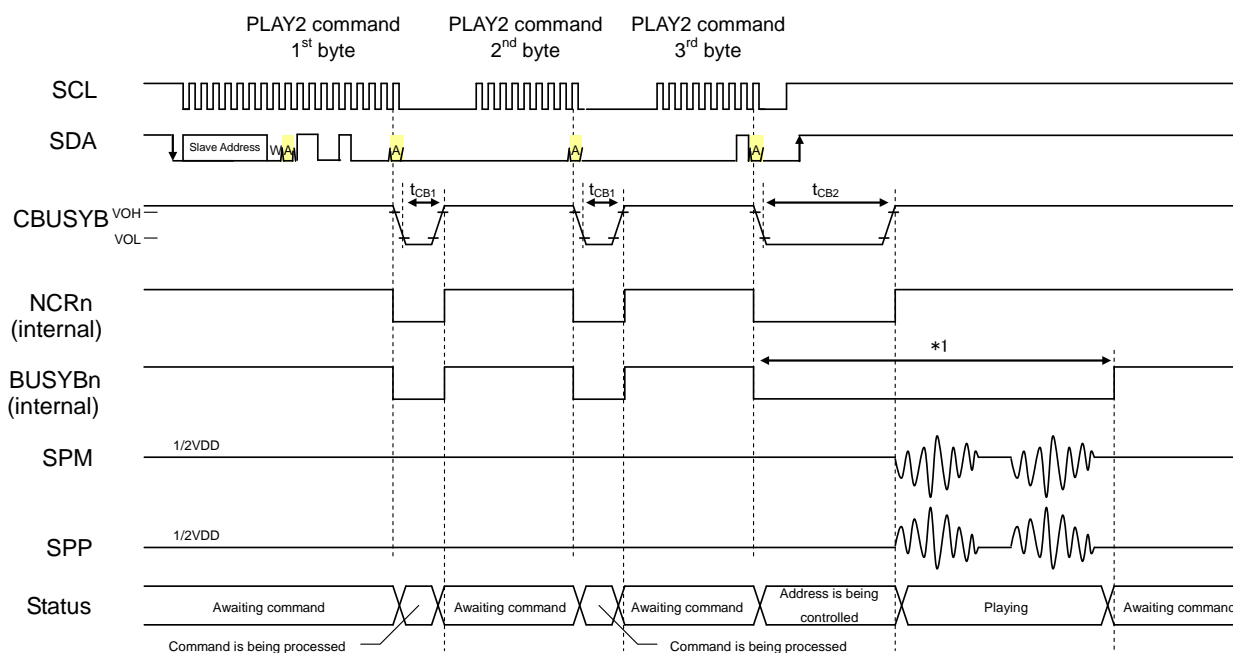 PLAY2 command
1st byte
PLAY2 command
2nd byte
PLAY2 command
3rd byte
SCL
SDA
Slave Address
W
A
A
A
A
tCB1
tCB1
tCB2
CBUSYB
VOH
VOL
NCRn
(internal)
*1
BUSYBn
(internal)
1/2VDD
SPM
1/2VDD
SPP
Status
Awaiting command
Awaiting command
Awaiting command
Address is being
controlled
Playing
Awaiting command
Command is being processed
Command is being processed